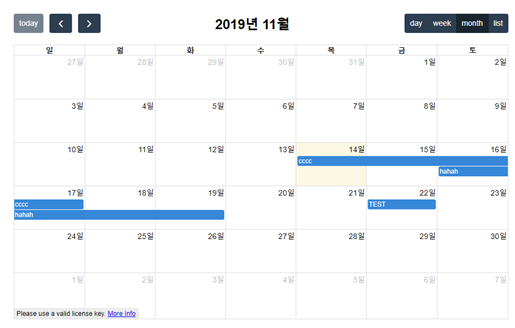 today
2019년 11월
day week month list
일 월 화 수 목 금 토
27일 28일 29일 30일 31일 1일 2일
3일 4일 5일 6일 7일 8일 9일
10일 11일 12일 13일 14일 15일 16일
cccc
hahah
17일 18일 19일 20일 21일 22일 23일
cccc TEST
hahah
24일 25일 26일 27일 28일 29일 30일
1일 2일 3일 4일 5일 6일 7일
Please use a valid license key. More Info